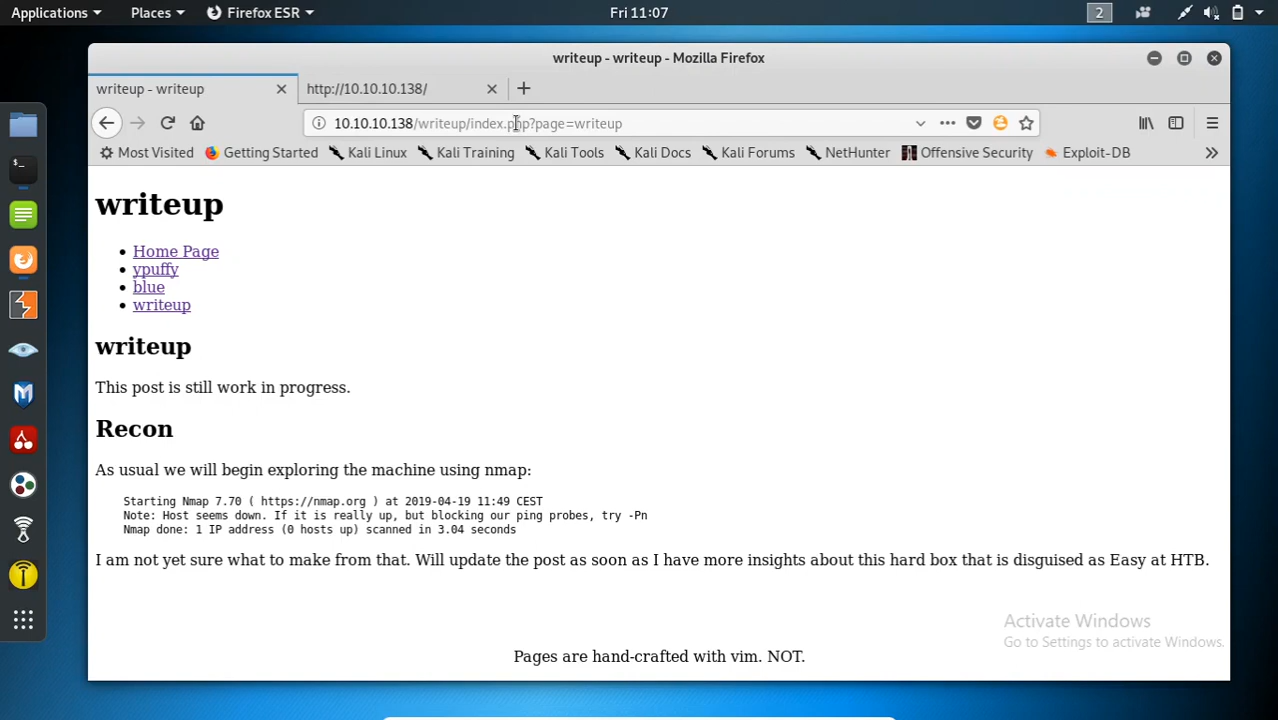 Applications
Places
Firefox ESR
Fri 11:07
2
writeup - writeup - Mozilla Firefox
writeup - writeup
http://10.10.10.138/
10.10.10.138/writeup/index.php?page=writeup
Most Visited
Getting Started
Kali Linux
Kali Training
Kali Tools
Kali Docs
Kali Forums
NetHunter
Offensive Security
Exploit-DB
writeup
Home Page
ypuffy
blue
writeup
writeup
This post is still work in progress.
Recon
As usual we will begin exploring the machine using nmap:
Starting Nmap 7.70 ( https://nmap.org ) at 2019-04-19 11:49 CEST
Note: Host seems down. If it is really up, but blocking our ping probes, try -Pn
Nmap done: 1 IP address (0 hosts up) scanned in 3.04 seconds
I am not yet sure what to make from that. Will update the post as soon as I have more insights about this hard box that is disguised as Easy at HTB.
Activate Windows
Go to Settings to activate Windows.
Pages are hand-crafted with vim. NOT.